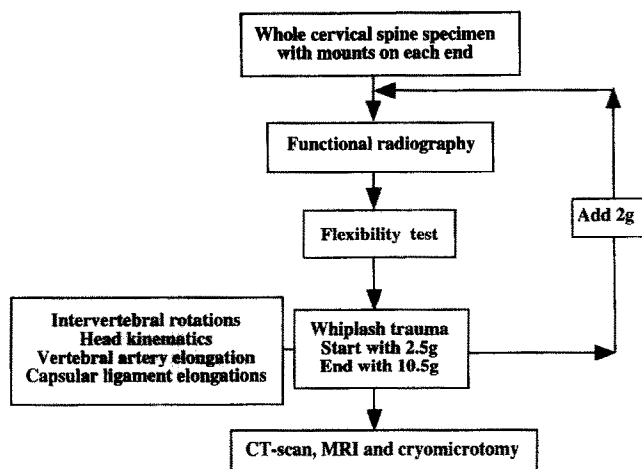 Whole cervical spine specimen
with mounts on each end
Functional radiography
Add 2g
Flexibility test
Intervertebral rotations
Head kinematics
Vertebral artery elongation
Capsular ligament elongations
Whiplash trauma
Start with 2.5g
End with 10.5g
CT-scan, MRI and cryomicrotomy